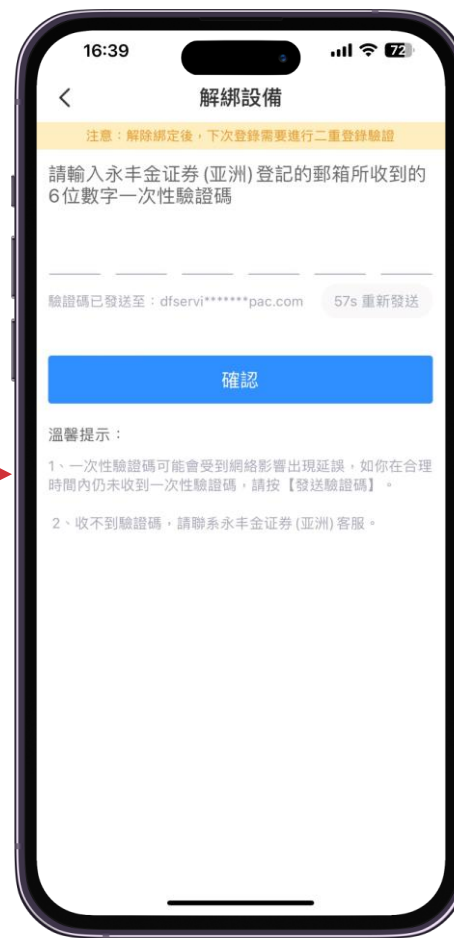 16:39 72
解綁設備
注意：解除綁定後，下次登錄需要進行二重登錄驗證
請輸入永丰金证券 (亚洲) 登記的郵箱所收到的
6位數字一次性驗證碼
驗證碼已發送至：dfservi*******pac.com 57s 重新發送
確認
溫馨提示：
1、一次性驗證碼可能會受到網絡影響出現延誤，如你在合理
時間內仍未收到一次性驗證碼，請按【發送驗證碼】。
2、收不到驗證碼，請聯系永丰金证券 (亚洲) 客服。